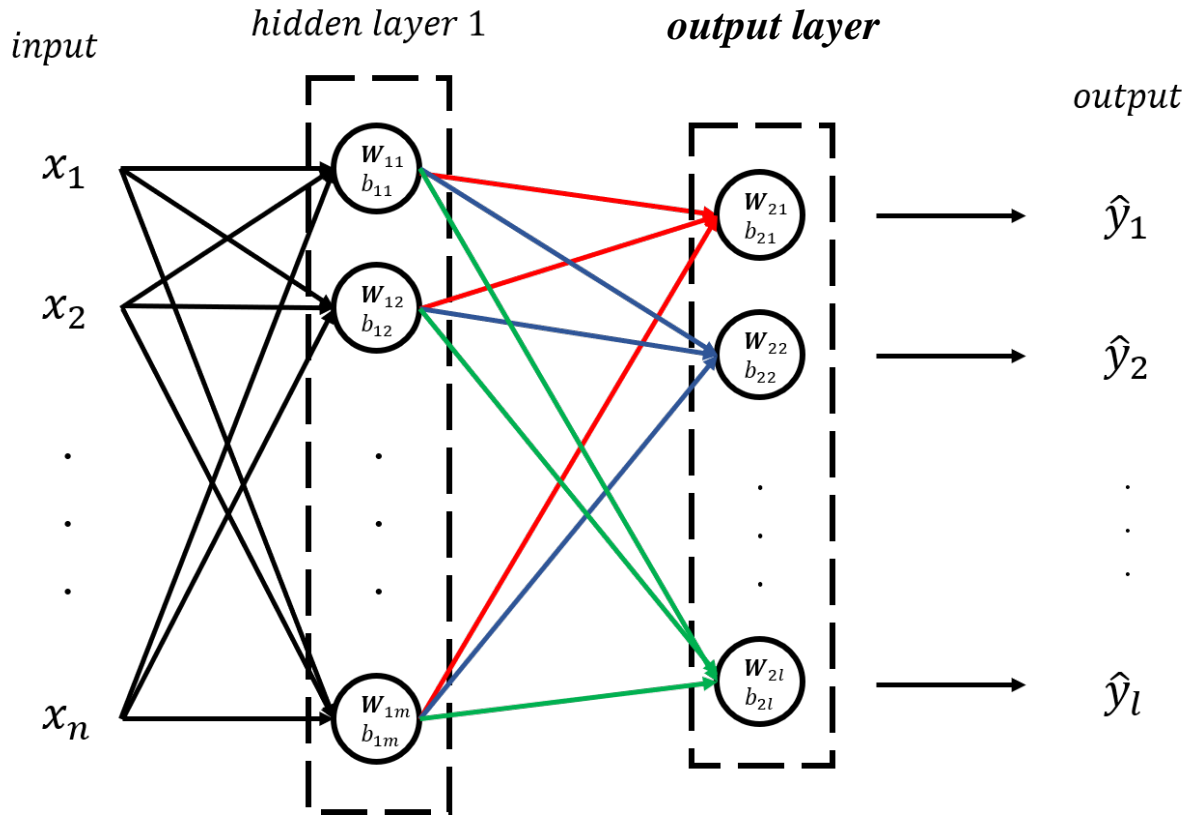 input
hidden layer 1
output layer
output
x₁
x₂
.
.
.
xₙ
W₁₁
b₁₁
W₁₂
b₁₂
.
.
.
W₁ₘ
b₁ₘ
W₂₁
b₂₁
W₂₂
b₂₂
.
.
.
W₂ₗ
b₂ₗ
ŷ₁
ŷ₂
.
.
.
ŷₗ